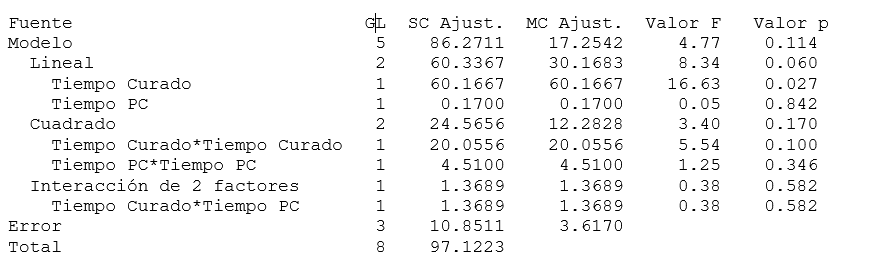 Fuente GL SC Ajust. MC Ajust. Valor F Valor p
Modelo 5 86.2711 17.2542 4.77 0.114
Lineal 2 60.3367 30.1683 8.34 0.060
Tiempo Curado 1 60.1667 60.1667 16.63 0.027
Tiempo PC 1 0.1700 0.1700 0.05 0.842
Cuadrado 2 24.5656 12.2828 3.40 0.170
Tiempo Curado*Tiempo Curado 1 20.0556 20.0556 5.54 0.100
Tiempo PC*Tiempo PC 1 4.5100 4.5100 1.25 0.346
Interacción de 2 factores 1 1.3689 1.3689 0.38 0.582
Tiempo Curado*Tiempo PC 1 1.3689 1.3689 0.38 0.582
Error 3 10.8511 3.6170
Total 8 97.1223